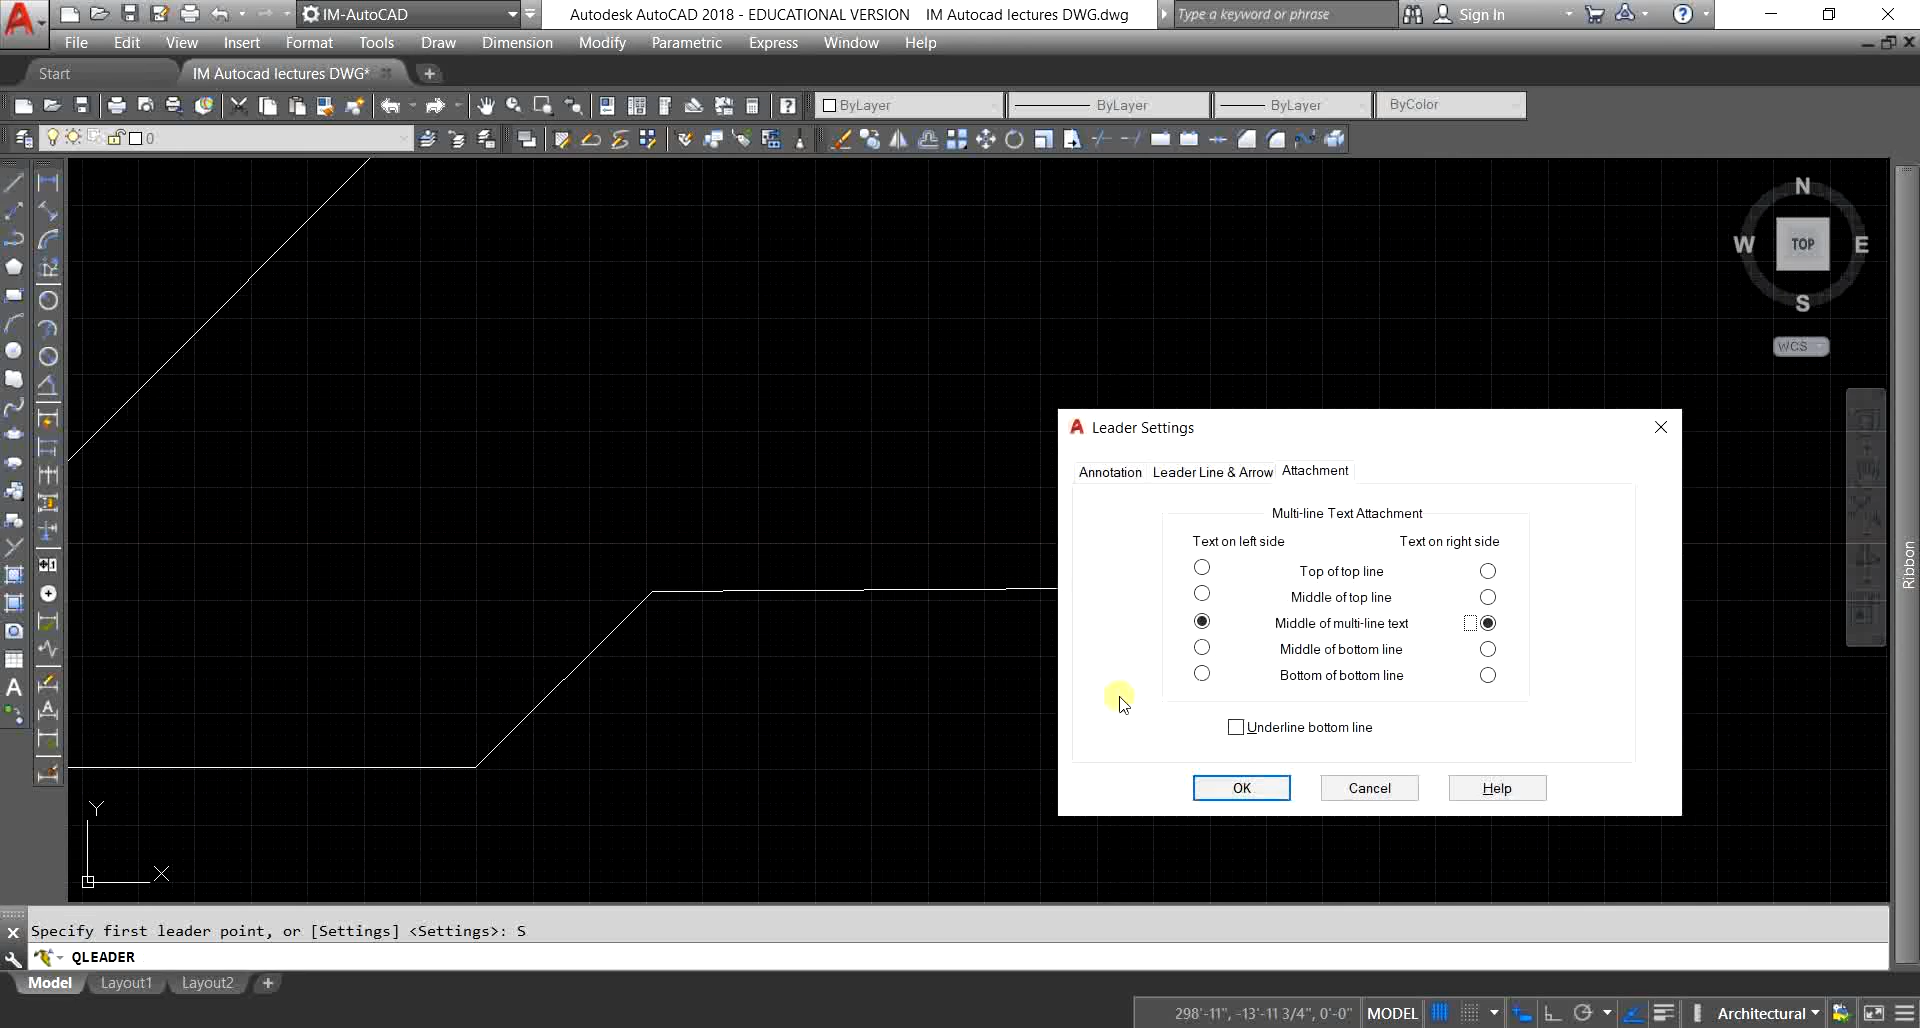 IM-AutoCAD
Autodesk AutoCAD 2018 - EDUCATIONAL VERSION IM Autocad lectures DWG.dwg
Type a keyword or phrase
Sign In
File Edit View Insert Format Tools Draw Dimension Modify Parametric Express Window Help
Start
IM Autocad lectures DWG*
ByLayer
ByLayer
ByLayer
ByColor
0
N
W TOP E
S
WCS
Ribbon
Leader Settings
Annotation Leader Line & Arrow Attachment
Multi-line Text Attachment
Text on left side Text on right side
Top of top line
Middle of top line
Middle of multi-line text
Middle of bottom line
Bottom of bottom line
Underline bottom line
OK Cancel Help
Y
X
Specify first leader point, or [Settings] <Settings>: S
QLEADER
Model Layout1 Layout2
298'-11", -13'-11 3/4", 0'-0" MODEL Architectural